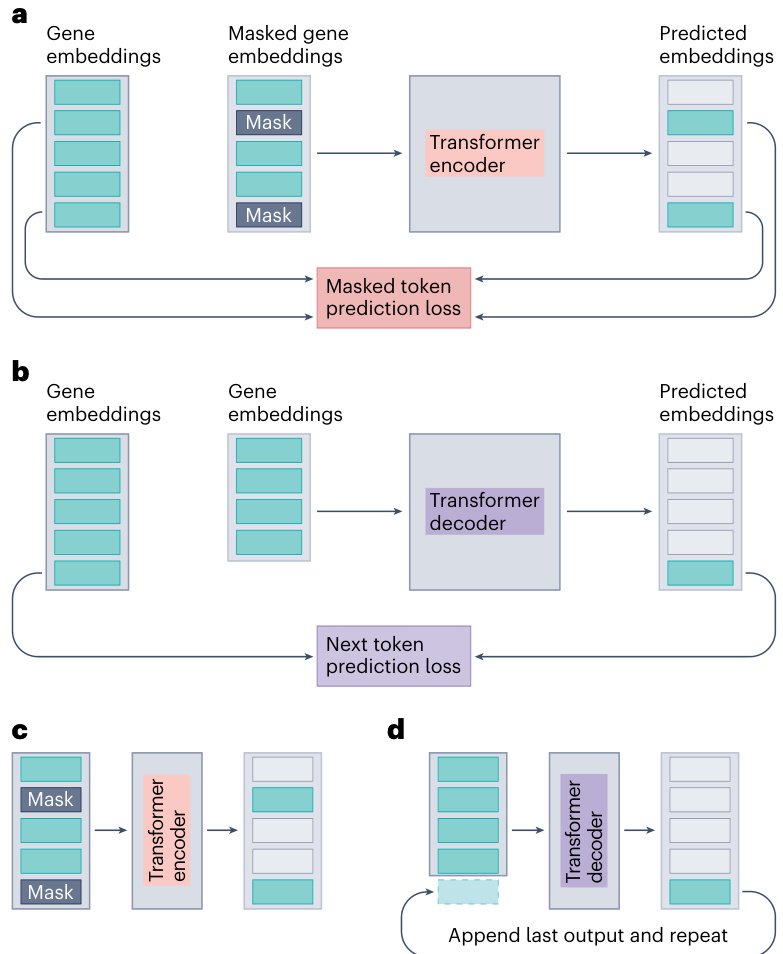 a
Gene
embeddings
Masked gene
embeddings
Predicted
embeddings
Mask
Mask
Transformer
encoder
Masked token
prediction loss
b
Gene
embeddings
Gene
embeddings
Predicted
embeddings
Transformer
decoder
Next token
prediction loss
c
Mask
Mask
Transformer
encoder
d
Transformer
decoder
Append last output and repeat